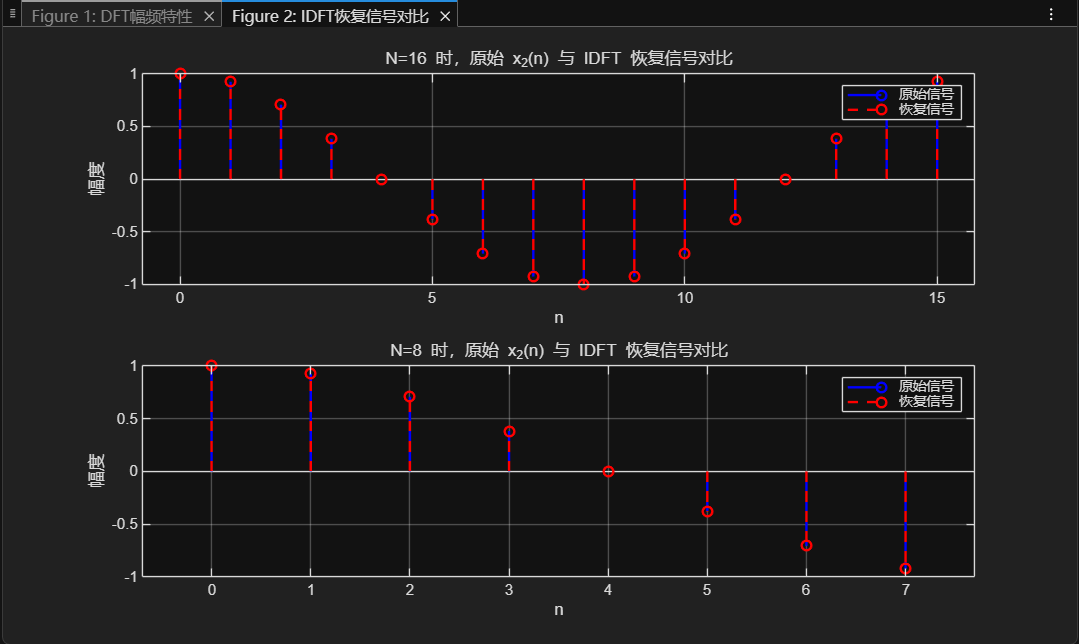 Figure 1: DFT幅频特性 × Figure 2: IDFT恢复信号对比 ×
N=16 时，原始 x₂(n) 与 IDFT 恢复信号对比
1
0.5
0
-0.5
-1
幅度
原始信号
恢复信号
0 5 10 15
n
N=8 时，原始 x₂(n) 与 IDFT 恢复信号对比
1
0.5
0
-0.5
-1
幅度
原始信号
恢复信号
0 1 2 3 4 5 6 7
n